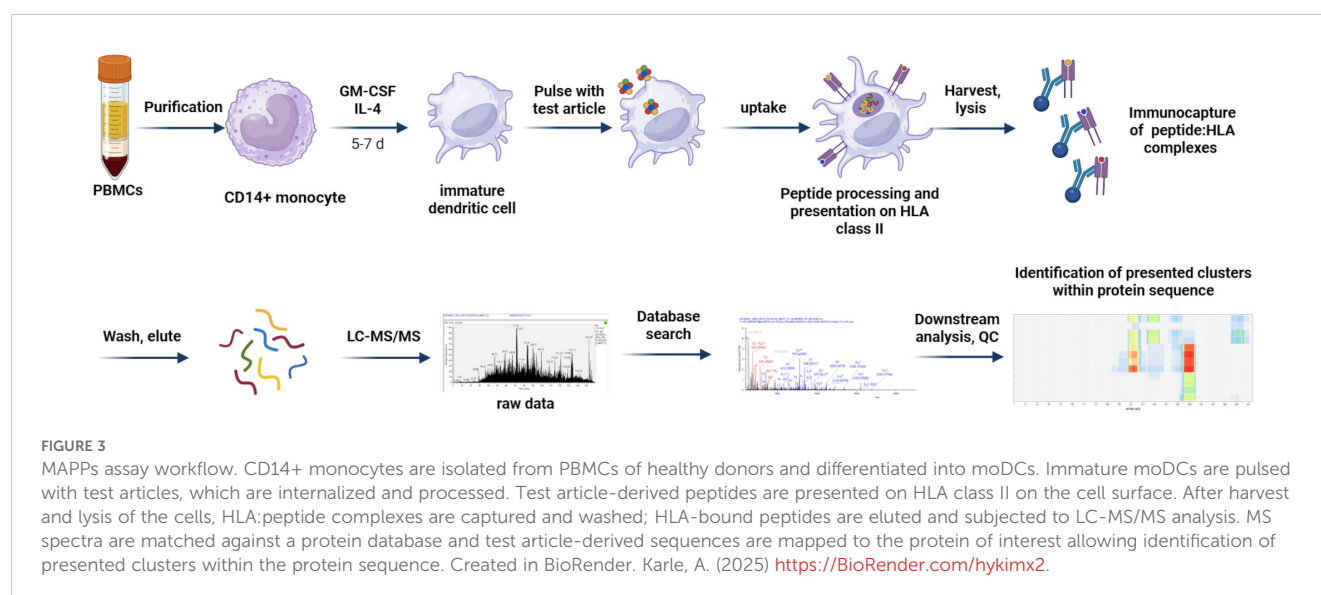 Purification
GM-CSF
IL-4
5-7 d
Pulse with
test article
uptake
Harvest,
lysis
Immunocapture
of peptide:HLA
complexes
PBMCs
CD14+ monocyte
immature
dendritic cell
Peptide processing and
presentation on HLA
class II
Wash, elute
LC-MS/MS
raw data
Database
search
Downstream
analysis, QC
Identification of presented clusters
within protein sequence
FIGURE 3
MAPPs assay workflow. CD14+ monocytes are isolated from PBMCs of healthy donors and differentiated into moDCs. Immature moDCs are pulsed
with test articles, which are internalized and processed. Test article-derived peptides are presented on HLA class II on the cell surface. After harvest
and lysis of the cells, HLA:peptide complexes are captured and washed; HLA-bound peptides are eluted and subjected to LC-MS/MS analysis. MS
spectra are matched against a protein database and test article-derived sequences are mapped to the protein of interest allowing identification of
presented clusters within the protein sequence. Created in BioRender. Karle, A. (2025) https://BioRender.com/hykimx2.